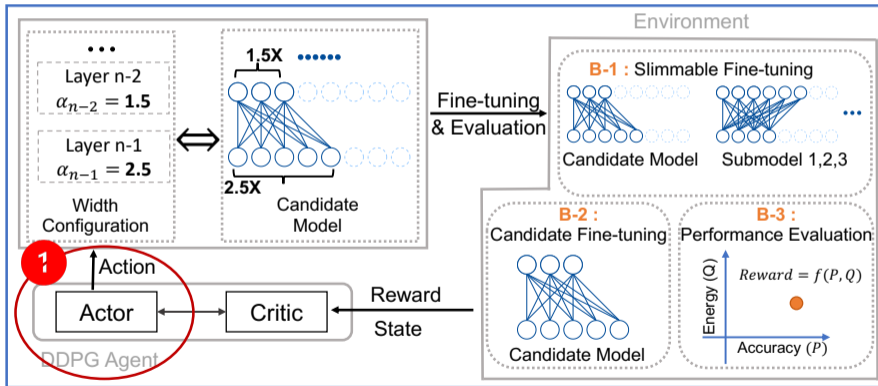 Environment
...
Layer n-2
α_{n-2} = 1.5
Layer n-1
α_{n-1} = 2.5
Width
Configuration
1.5X
2.5X
Candidate
Model
Fine-tuning
& Evaluation
B-1 : Slimmable Fine-tuning
Candidate Model
Submodel 1,2,3
B-2 :
Candidate Fine-tuning
Candidate Model
B-3 :
Performance Evaluation
Energy (Q)
Reward = f(P, Q)
Accuracy (P)
Action
Actor
Critic
DDPG Agent
Reward
State